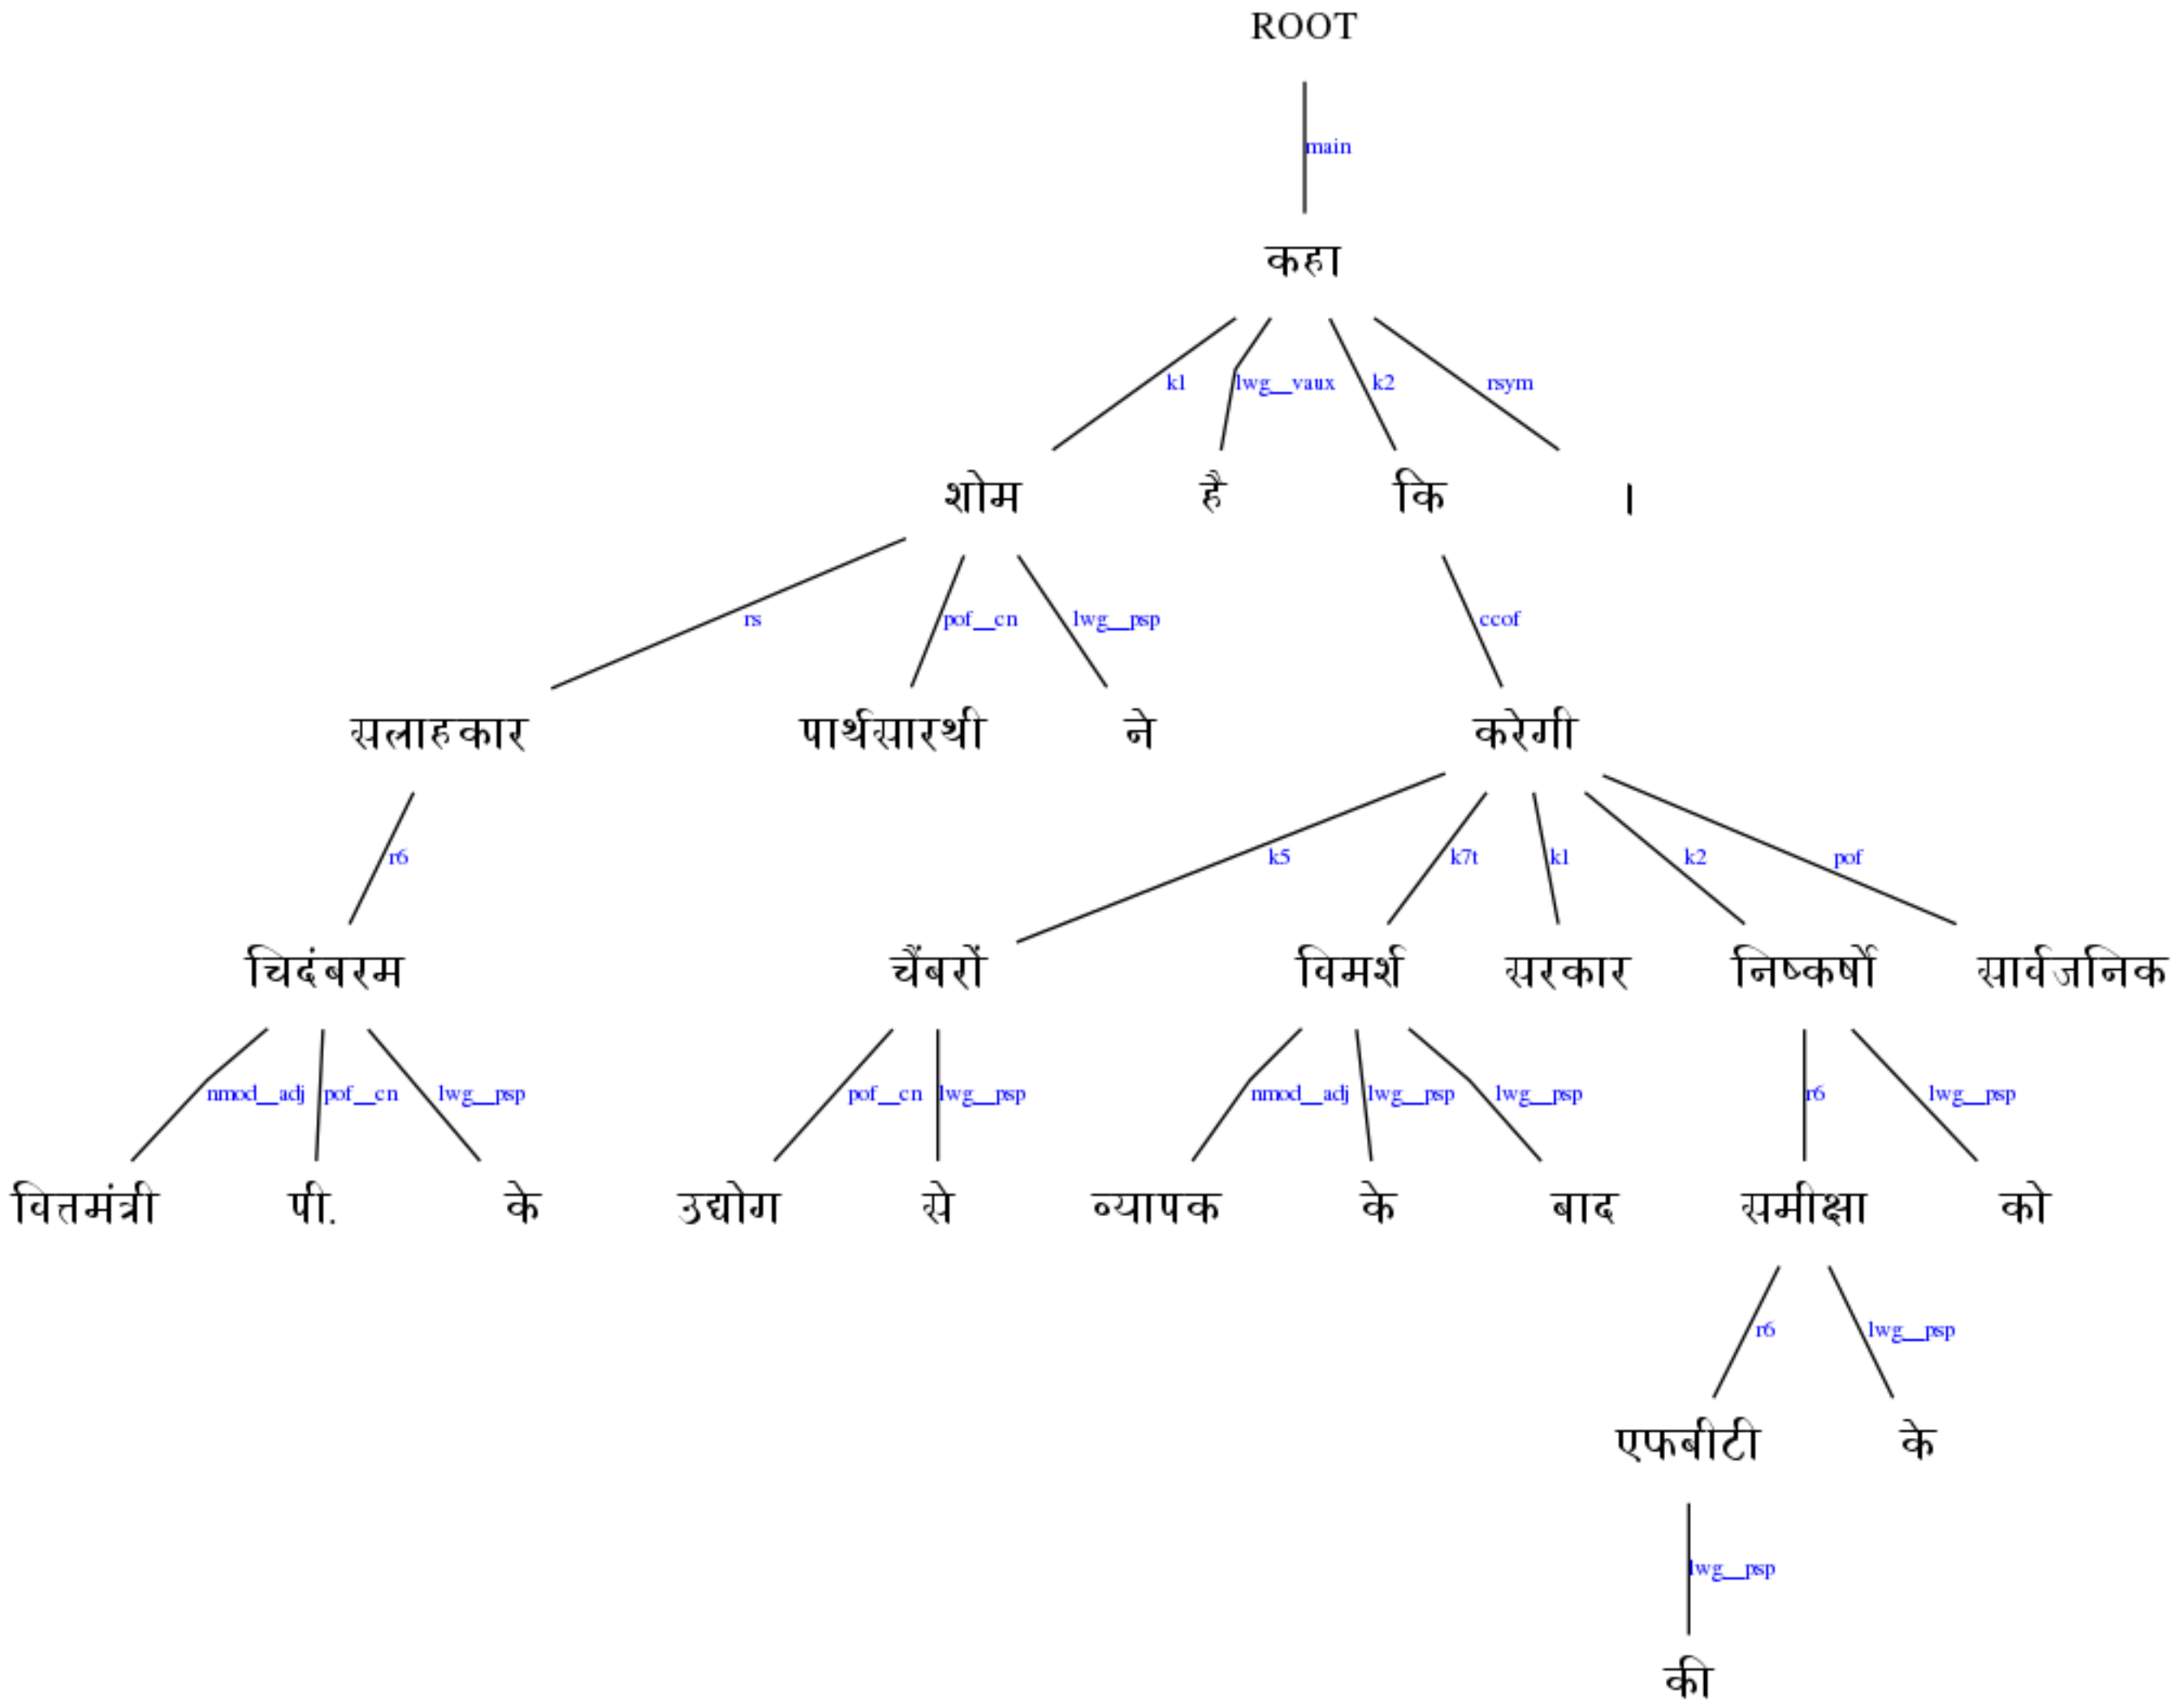 ROOT
main
कहा
k1 lwg__vaux k2 rsym
शोम है कि ।
rs pof__cn lwg__psp ccof
सलाहकार पार्थसारथी ने करेगी
r6 k5 k7t k1 k2 pof
चिदंबरम चैंबरों विमर्श सरकार निष्कर्षों सार्वजनिक
nmod__adj pof__cn lwg__psp pof__cn lwg__psp nmod__adj lwg__psp lwg__psp r6 lwg__psp
वित्तमंत्री पी. के उद्योग से व्यापक के बाद समीक्षा को
r6 lwg__psp
एफबीटी के
lwg__psp
की